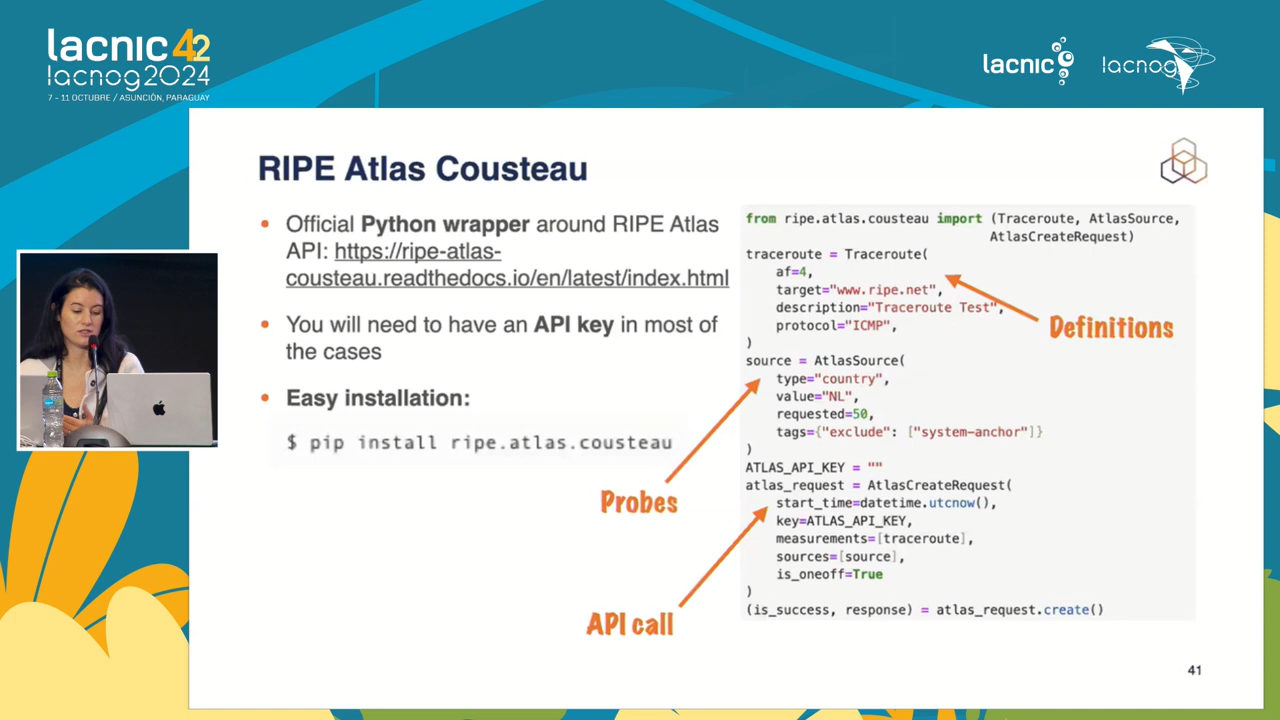 lacnic 42
lacnog 2024
7 - 11 OCTUBRE / ASUNCIÓN, PARAGUAY
lacnic
lacnog
RIPE Atlas Cousteau
• Official Python wrapper around RIPE Atlas
API: https://ripe-atlas-
cousteau.readthedocs.io/en/latest/index.html
• You will need to have an API key in most of
the cases
• Easy installation:
$ pip install ripe.atlas.cousteau
from ripe.atlas.cousteau import (Traceroute, AtlasSource,
AtlasCreateRequest)
traceroute = Traceroute(
af=4,
target="www.ripe.net",
description="Traceroute Test",
protocol="ICMP",
)
source = AtlasSource(
type="country",
value="NL",
requested=50,
tags={"exclude": ["system-anchor"]}
)
ATLAS_API_KEY = ""
atlas_request = AtlasCreateRequest(
start_time=datetime.utcnow(),
key=ATLAS_API_KEY,
measurements=[traceroute],
sources=[source],
is_oneoff=True
)
(is_success, response) = atlas_request.create()
Definitions
Probes
API call
41